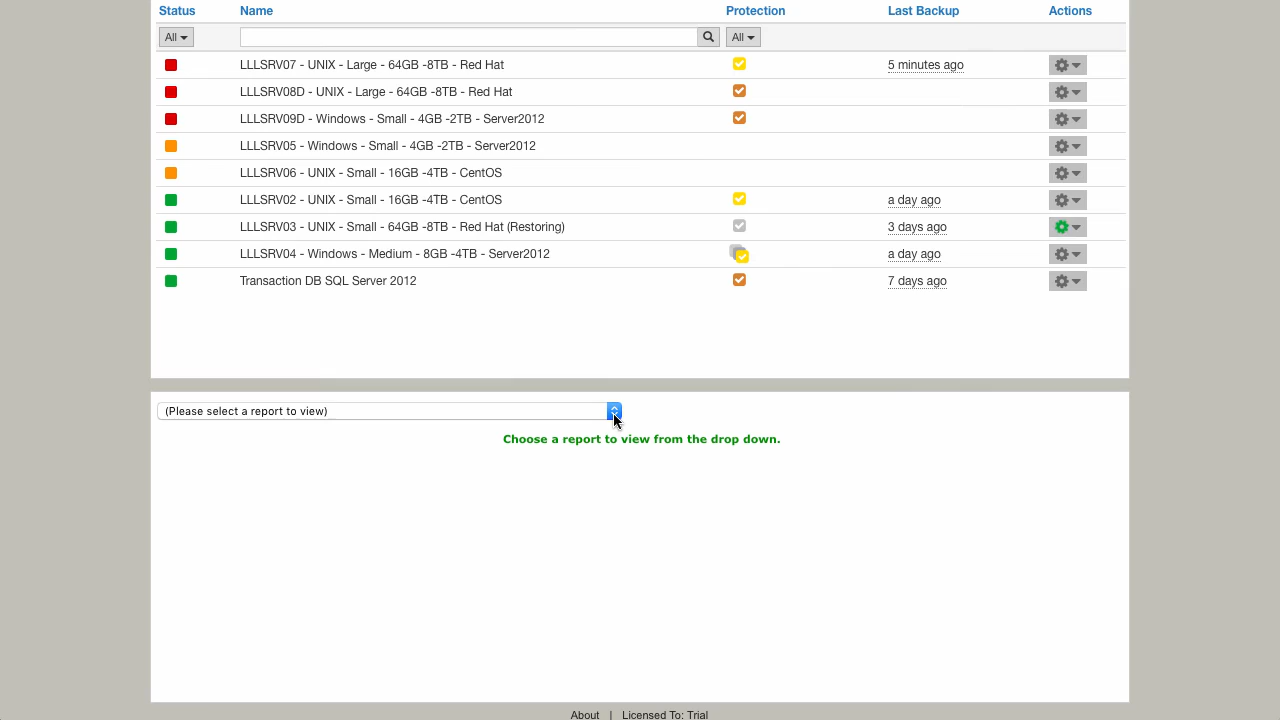 Status Name Protection Last Backup Actions
All All
LLLSRV07 - UNIX - Large - 64GB -8TB - Red Hat 5 minutes ago
LLLSRV08D - UNIX - Large - 64GB -8TB - Red Hat
LLLSRV09D - Windows - Small - 4GB -2TB - Server2012
LLLSRV05 - Windows - Small - 4GB -2TB - Server2012
LLLSRV06 - UNIX - Small - 16GB -4TB - CentOS
LLLSRV02 - UNIX - Small - 16GB -4TB - CentOS a day ago
LLLSRV03 - UNIX - Small - 64GB -8TB - Red Hat (Restoring) 3 days ago
LLLSRV04 - Windows - Medium - 8GB -4TB - Server2012 a day ago
Transaction DB SQL Server 2012 7 days ago
(Please select a report to view)
Choose a report to view from the drop down.
About | Licensed To: Trial